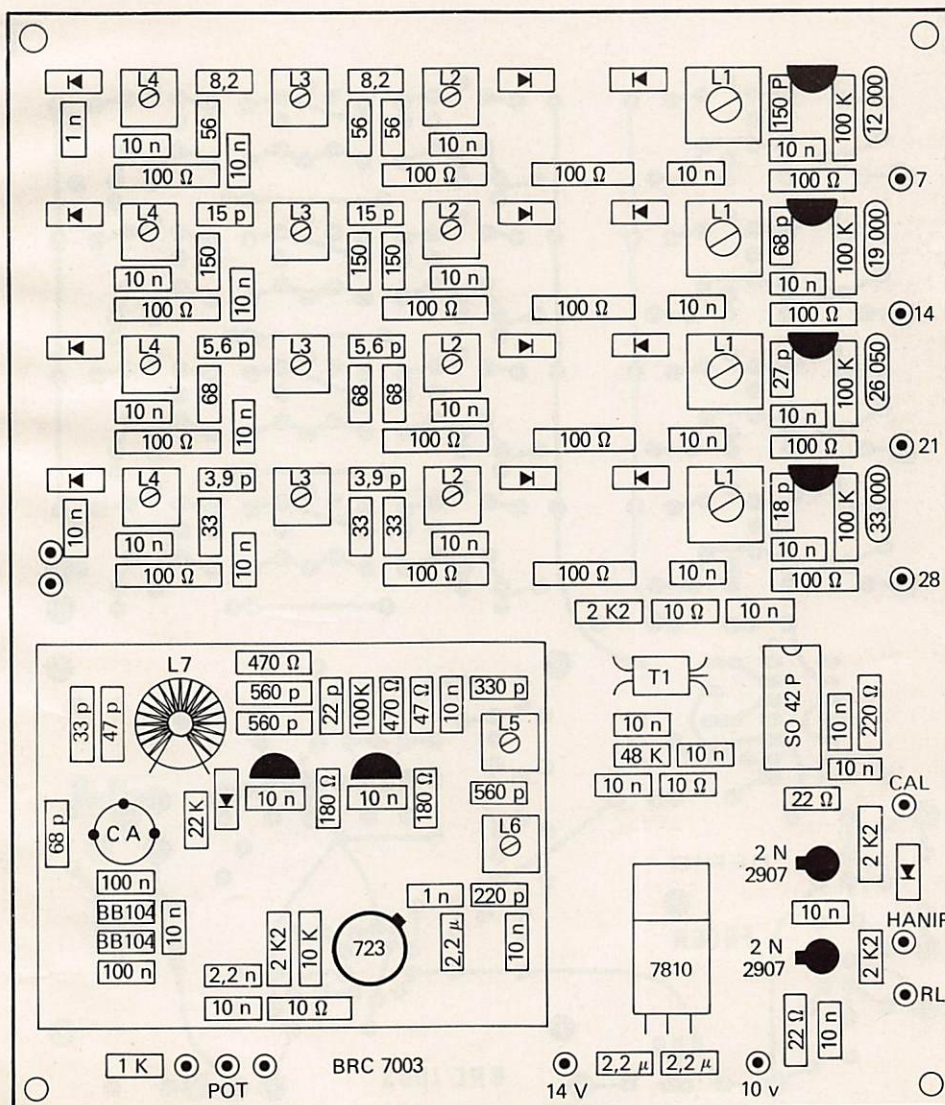 L4 8,2 L3 8,2 L2 L1 150 P 100 K 12 000
1 n 10 n 56 10 n 56 56 10 n 10 n
100 Ω 100 Ω 100 Ω 10 n 100 Ω 7
L4 15 p L3 15 p L2 L1 68 p 100 K 19 000
10 n 150 10 n 150 150 10 n 10 n
100 Ω 100 Ω 100 Ω 10 n 100 Ω 14
L4 5,6 p L3 5,6 p L2 L1 27 p 100 K 26 050
10 n 68 10 n 68 68 10 n 10 n
100 Ω 100 Ω 100 Ω 10 n 100 Ω 21
L4 3,9 p L3 3,9 p L2 L1 18 p 100 K 33 000
10 n 10 n 33 10 n 33 33 10 n 10 n
100 Ω 100 Ω 100 Ω 10 n 100 Ω 28
2 K2 10 Ω 10 n
L7 470 Ω
33 p 47 p 560 p 22 p 100K 470 Ω 47 Ω 10 n 330 p T1 SO 42 P
560 p L5 10 n 10 n 220 Ω
48 K 10 n 10 n
22 K 10 n 180 Ω 10 n 180 Ω 560 p 10 n 10 Ω 22 Ω CAL
68 p C A L6 2 K2
2 N
2907
100 n 1 n 220 p 10 n
BB104 10 n HANIP
BB104 2,2 n 2 K2 10 K 723 2,2 μ 10 n 7810 2 N
2907 2 K2
100 n
10 n 10 Ω RL
22 Ω 10 n
1 K BRC 7003 2,2 μ 2,2 μ
POT 14 V 10 v